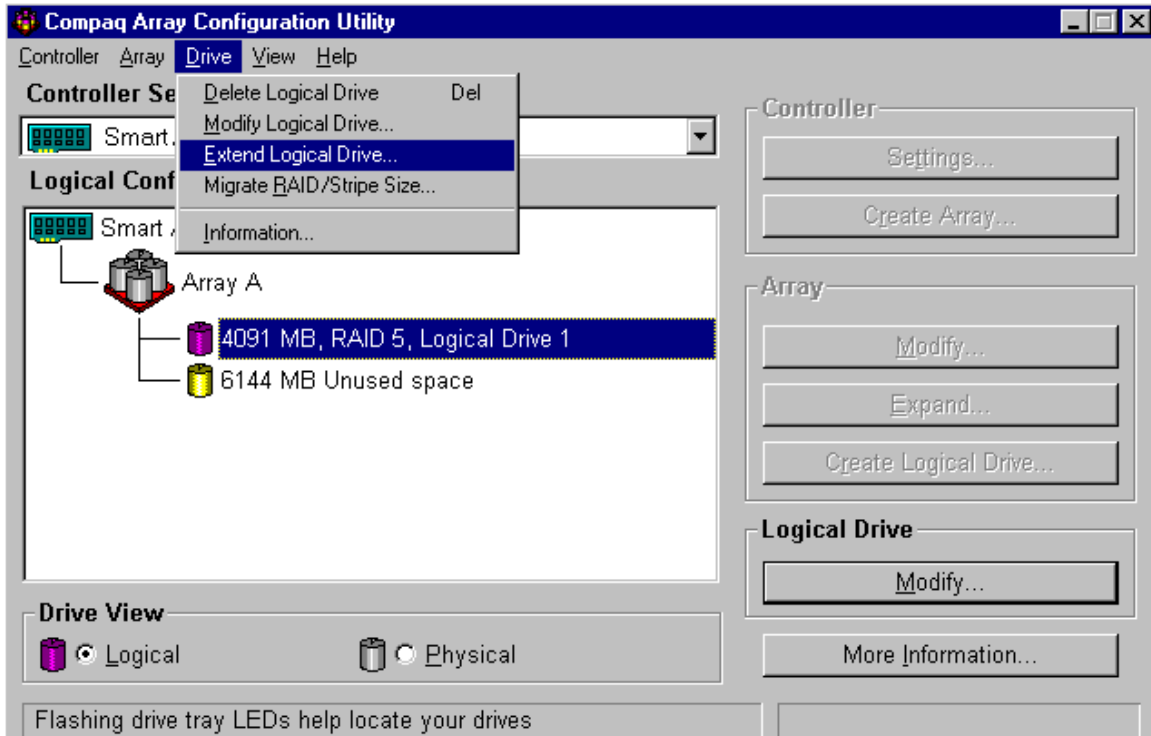 Compaq Array Configuration Utility
Controller Array Drive View Help
Controller Se
Delete Logical Drive Del
Modify Logical Drive...
Extend Logical Drive...
Migrate RAID/Stripe Size...
Information...
Smart
Logical Conf
Smart
Array A
4091 MB, RAID 5, Logical Drive 1
6144 MB Unused space
Drive View
Logical
Physical
Controller
Settings...
Create Array...
Array
Modify...
Expand...
Create Logical Drive...
Logical Drive
Modify...
More Information...
Flashing drive tray LEDs help locate your drives